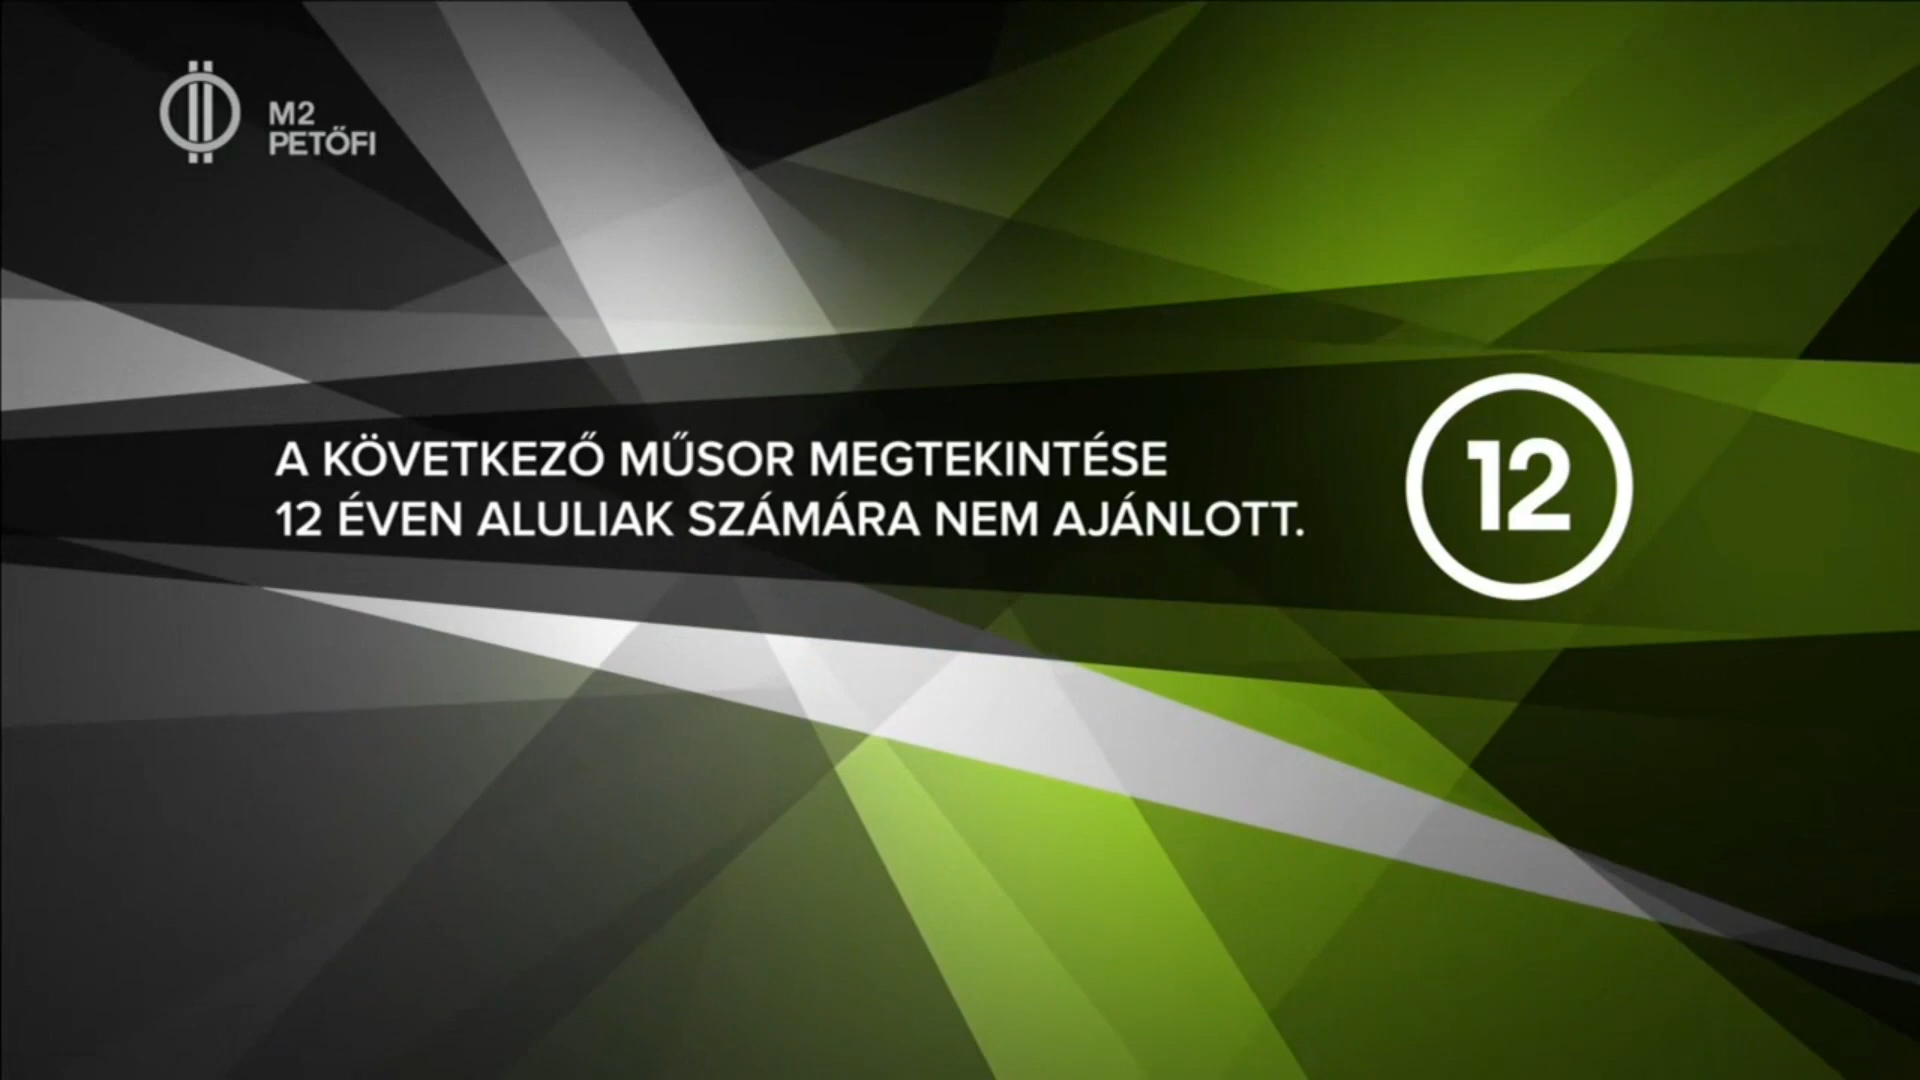 M2
PETŐFI
A KÖVETKEZŐ MŰSOR MEGTEKINTÉSE
12 ÉVEN ALULIAK SZÁMÁRA NEM AJÁNLOTT.
12